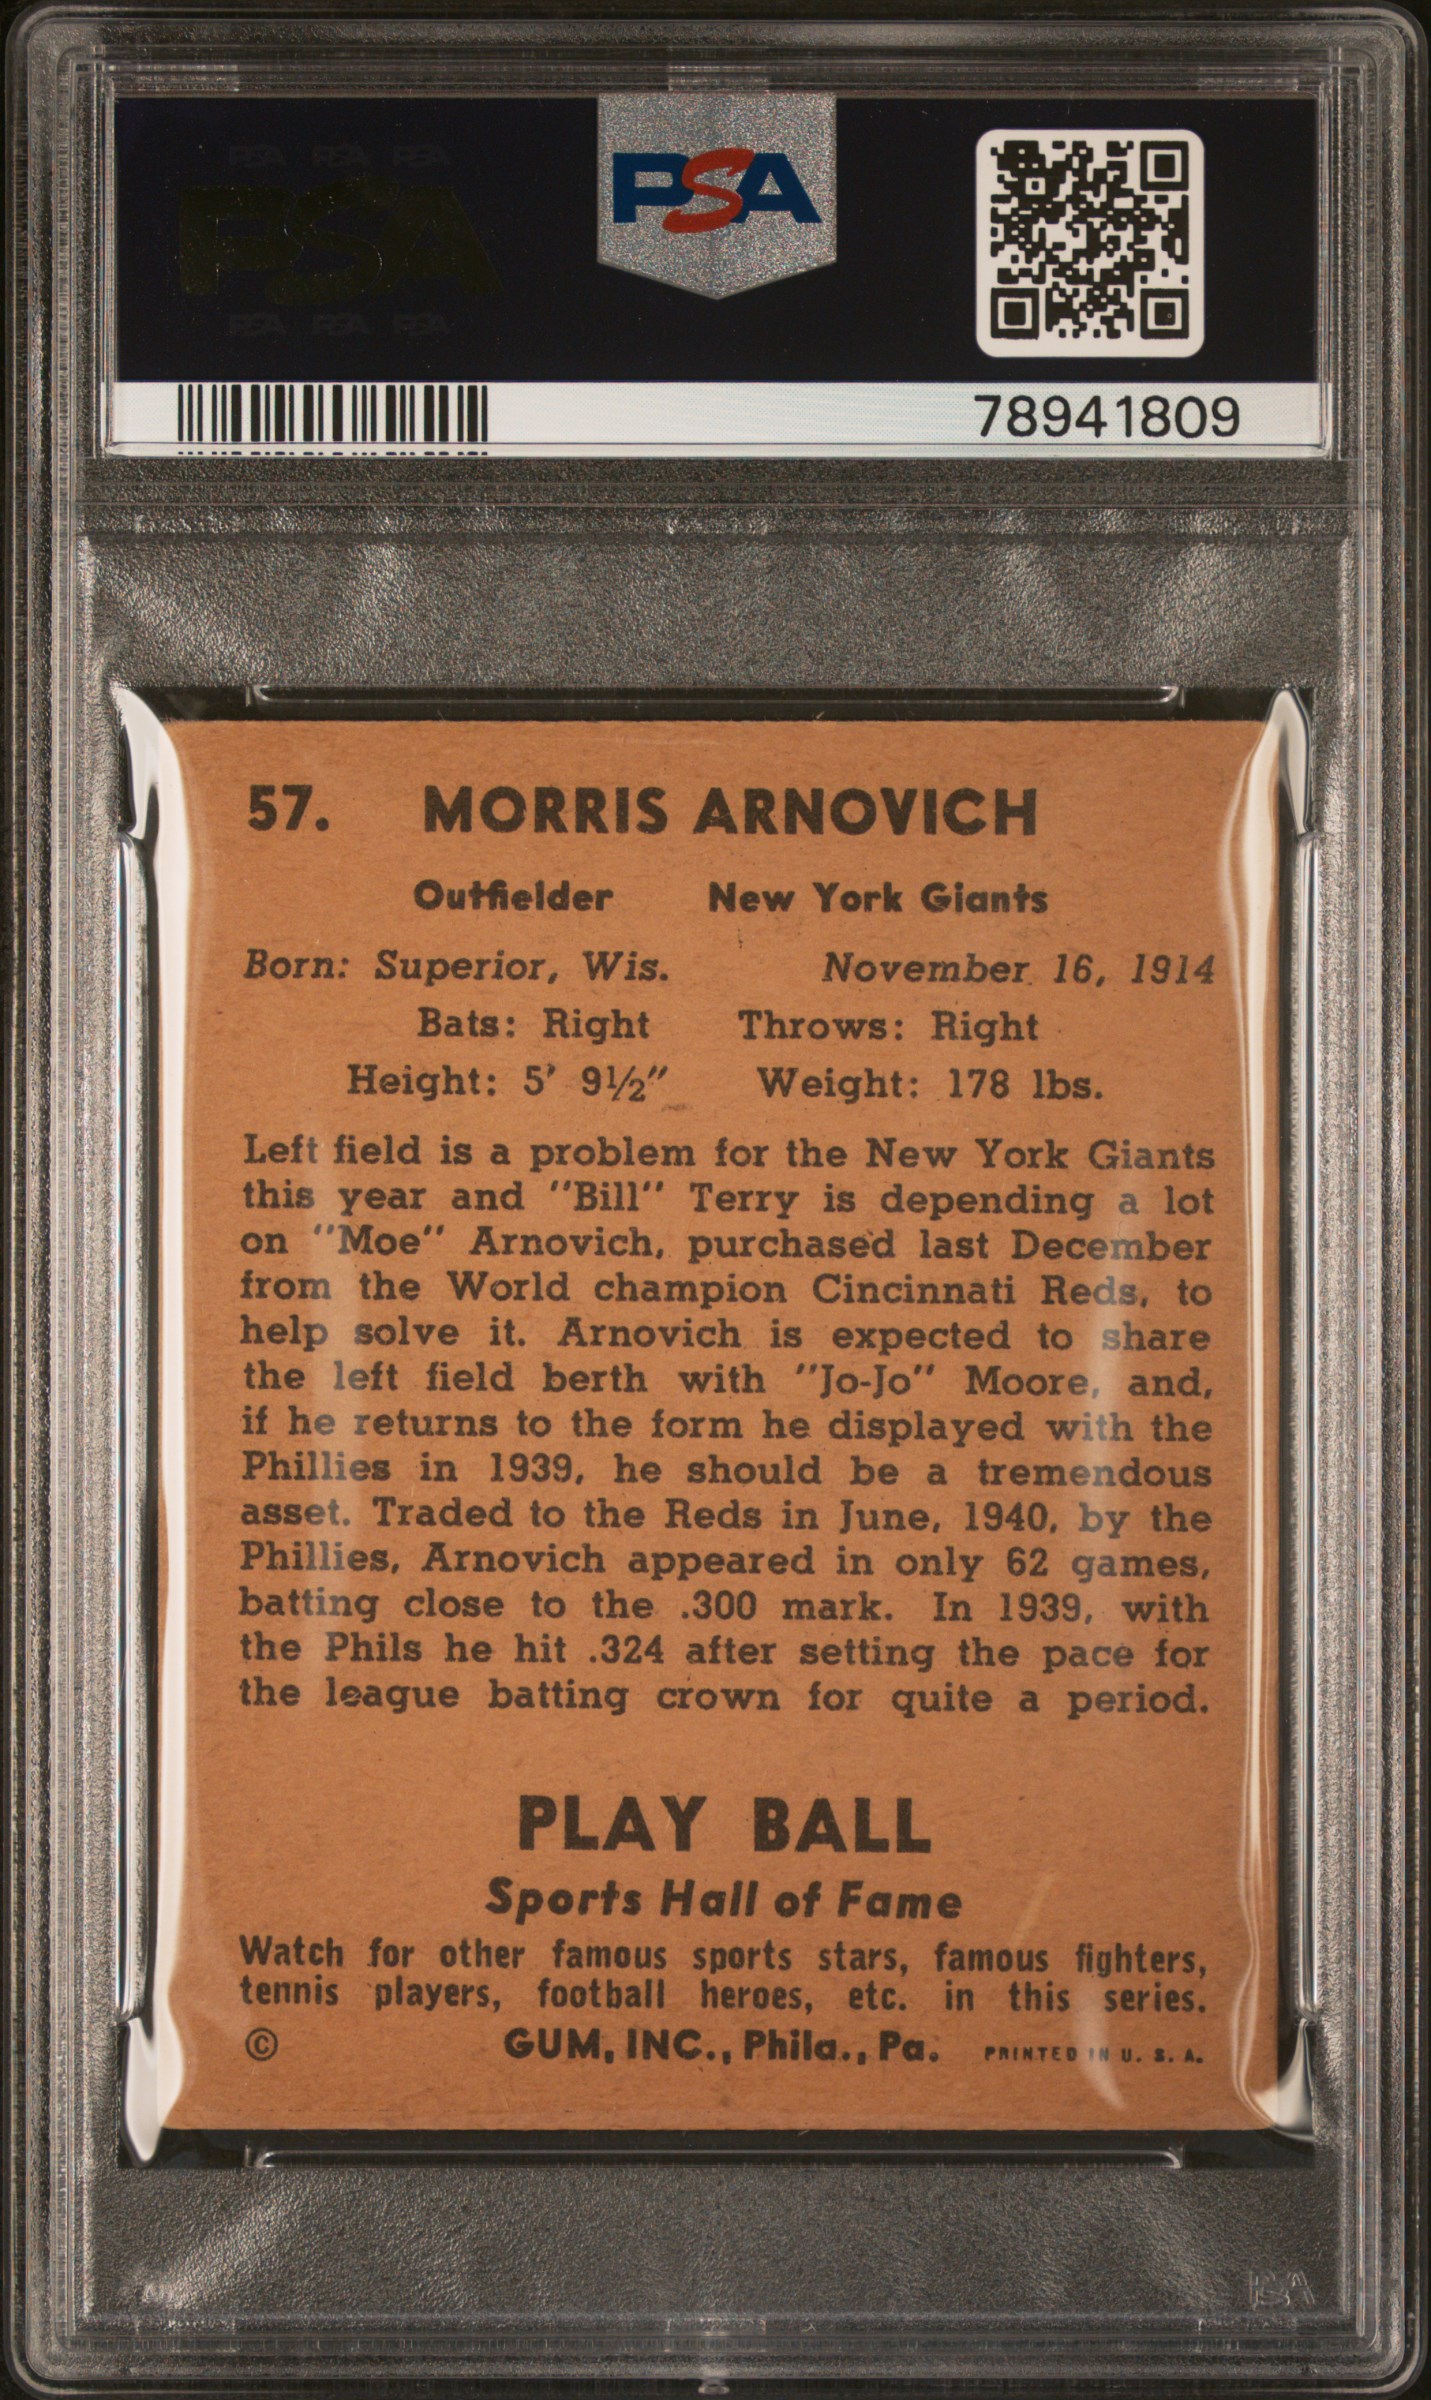 PSA PSA PSA
PSA
PSA PSA PSA
PSA
78941809
57. MORRIS ARNOVICH
Outfielder New York Giants
Born: Superior, Wis. November 16, 1914
Bats: Right Throws: Right
Height: 5' 9½" Weight: 178 lbs.
Left field is a problem for the New York Giants
this year and "Bill" Terry is depending a lot
on "Moe" Arnovich, purchased last December
from the World champion Cincinnati Reds, to
help solve it. Arnovich is expected to share
the left field berth with "Jo-Jo" Moore, and,
if he returns to the form he displayed with the
Phillies in 1939, he should be a tremendous
asset. Traded to the Reds in June, 1940, by the
Phillies, Arnovich appeared in only 62 games,
batting close to the .300 mark. In 1939, with
the Phils he hit .324 after setting the pace for
the league batting crown for quite a period.
PLAY BALL
Sports Hall of Fame
Watch for other famous sports stars, famous fighters,
tennis players, football heroes, etc. in this series.
© GUM, INC., Phila., Pa. PRINTED IN U. S. A.
PSA